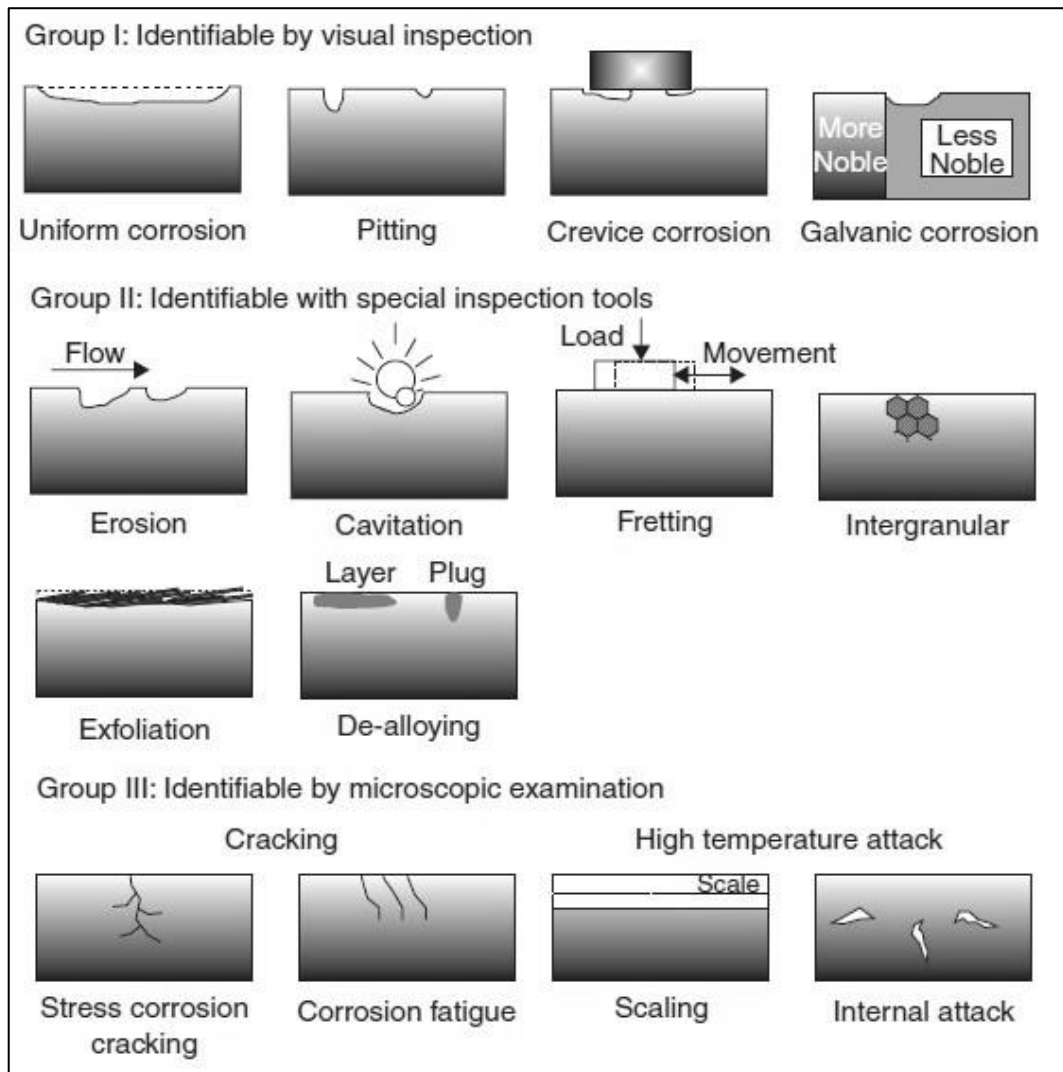 Group I: Identifiable by visual inspection
More
Noble
Less
Noble
Uniform corrosion
Pitting
Crevice corrosion
Galvanic corrosion
Group II: Identifiable with special inspection tools
Flow
Load
Movement
Erosion
Cavitation
Fretting
Intergranular
Layer
Plug
Exfoliation
De-alloying
Group III: Identifiable by microscopic examination
Cracking
High temperature attack
Scale
Stress corrosion
cracking
Corrosion fatigue
Scaling
Internal attack